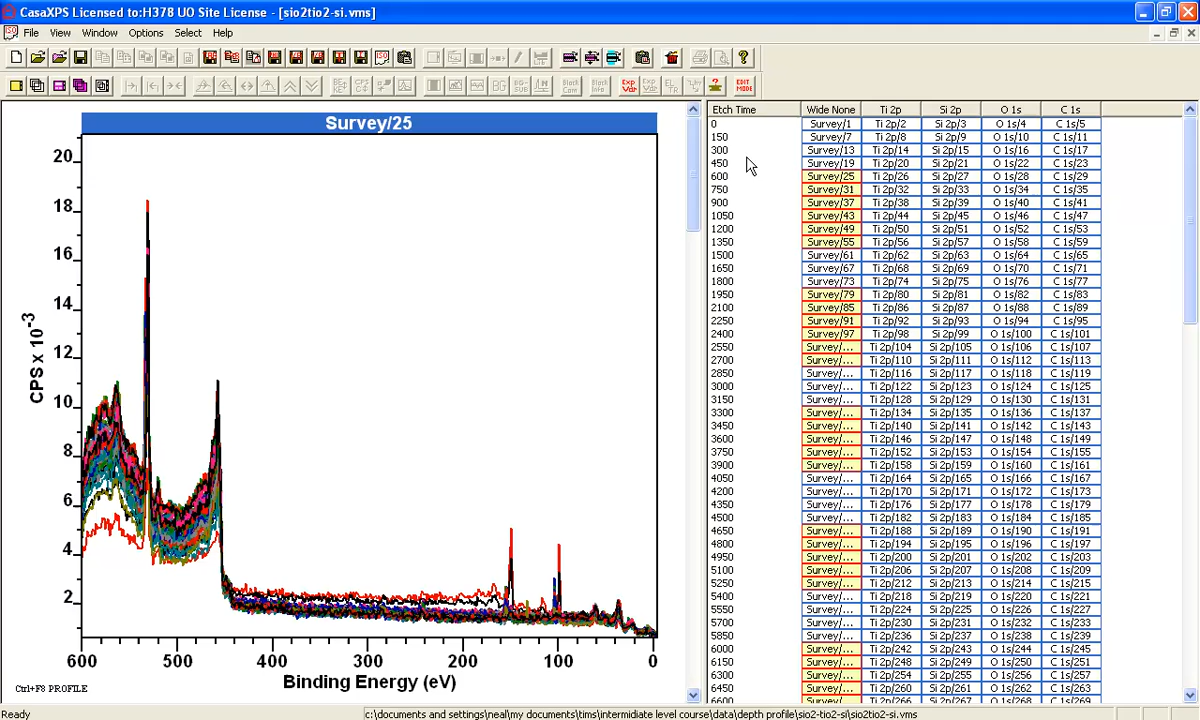 CasaXPS Licensed to:H378 UO Site License - [sio2tio2-si.vms]
File View Window Options Select Help
Survey/25
CPS x 10⁻³
20
18
16
14
12
10
8
6
4
2
600 500 400 300 200 100 0
Binding Energy (eV)
Ctrl+F8 PROFILE
Exp Var
EDIT MODE
Etch Time Wide None Ti 2p Si 2p O 1s C 1s
0 Survey/1 Ti 2p/2 Si 2p/3 O 1s/4 C 1s/5
150 Survey/7 Ti 2p/8 Si 2p/9 O 1s/10 C 1s/11
300 Survey/13 Ti 2p/14 Si 2p/15 O 1s/16 C 1s/17
450 Survey/19 Ti 2p/20 Si 2p/21 O 1s/22 C 1s/23
600 Survey/25 Ti 2p/26 Si 2p/27 O 1s/28 C 1s/29
750 Survey/31 Ti 2p/32 Si 2p/33 O 1s/34 C 1s/35
900 Survey/37 Ti 2p/38 Si 2p/39 O 1s/40 C 1s/41
1050 Survey/43 Ti 2p/44 Si 2p/45 O 1s/46 C 1s/47
1200 Survey/49 Ti 2p/50 Si 2p/51 O 1s/52 C 1s/53
1350 Survey/55 Ti 2p/56 Si 2p/57 O 1s/58 C 1s/59
1500 Survey/61 Ti 2p/62 Si 2p/63 O 1s/64 C 1s/65
1650 Survey/67 Ti 2p/68 Si 2p/69 O 1s/70 C 1s/71
1800 Survey/73 Ti 2p/74 Si 2p/75 O 1s/76 C 1s/77
1950 Survey/79 Ti 2p/80 Si 2p/81 O 1s/82 C 1s/83
2100 Survey/85 Ti 2p/86 Si 2p/87 O 1s/88 C 1s/89
2250 Survey/91 Ti 2p/92 Si 2p/93 O 1s/94 C 1s/95
2400 Survey/97 Ti 2p/98 Si 2p/99 O 1s/100 C 1s/101
2550 Survey/... Ti 2p/104 Si 2p/105 O 1s/106 C 1s/107
2700 Survey/... Ti 2p/110 Si 2p/111 O 1s/112 C 1s/113
2850 Survey/... Ti 2p/116 Si 2p/117 O 1s/118 C 1s/119
3000 Survey/... Ti 2p/122 Si 2p/123 O 1s/124 C 1s/125
3150 Survey/... Ti 2p/128 Si 2p/129 O 1s/130 C 1s/131
3300 Survey/... Ti 2p/134 Si 2p/135 O 1s/136 C 1s/137
3450 Survey/... Ti 2p/140 Si 2p/141 O 1s/142 C 1s/143
3600 Survey/... Ti 2p/146 Si 2p/147 O 1s/148 C 1s/149
3750 Survey/... Ti 2p/152 Si 2p/153 O 1s/154 C 1s/155
3900 Survey/... Ti 2p/158 Si 2p/159 O 1s/160 C 1s/161
4050 Survey/... Ti 2p/164 Si 2p/165 O 1s/166 C 1s/167
4200 Survey/... Ti 2p/170 Si 2p/171 O 1s/172 C 1s/173
4350 Survey/... Ti 2p/176 Si 2p/177 O 1s/178 C 1s/179
4500 Survey/... Ti 2p/182 Si 2p/183 O 1s/184 C 1s/185
4650 Survey/... Ti 2p/188 Si 2p/189 O 1s/190 C 1s/191
4800 Survey/... Ti 2p/194 Si 2p/195 O 1s/196 C 1s/197
4950 Survey/... Ti 2p/200 Si 2p/201 O 1s/202 C 1s/203
5100 Survey/... Ti 2p/206 Si 2p/207 O 1s/208 C 1s/209
5250 Survey/... Ti 2p/212 Si 2p/213 O 1s/214 C 1s/215
5400 Survey/... Ti 2p/218 Si 2p/219 O 1s/220 C 1s/221
5550 Survey/... Ti 2p/224 Si 2p/225 O 1s/226 C 1s/227
5700 Survey/... Ti 2p/230 Si 2p/231 O 1s/232 C 1s/233
5850 Survey/... Ti 2p/236 Si 2p/237 O 1s/238 C 1s/239
6000 Survey/... Ti 2p/242 Si 2p/243 O 1s/244 C 1s/245
6150 Survey/... Ti 2p/248 Si 2p/249 O 1s/250 C 1s/251
6300 Survey/... Ti 2p/254 Si 2p/255 O 1s/256 C 1s/257
6450 Survey/... Ti 2p/260 Si 2p/261 O 1s/262 C 1s/263
6600 Survey/... Ti 2p/266 Si 2p/267 O 1s/268 C 1s/269
Ready c:\documents and settings\neal\my documents\tims\intermidiate level course\data\depth profile\sio2-tio2-si\sio2tio2-si.vms